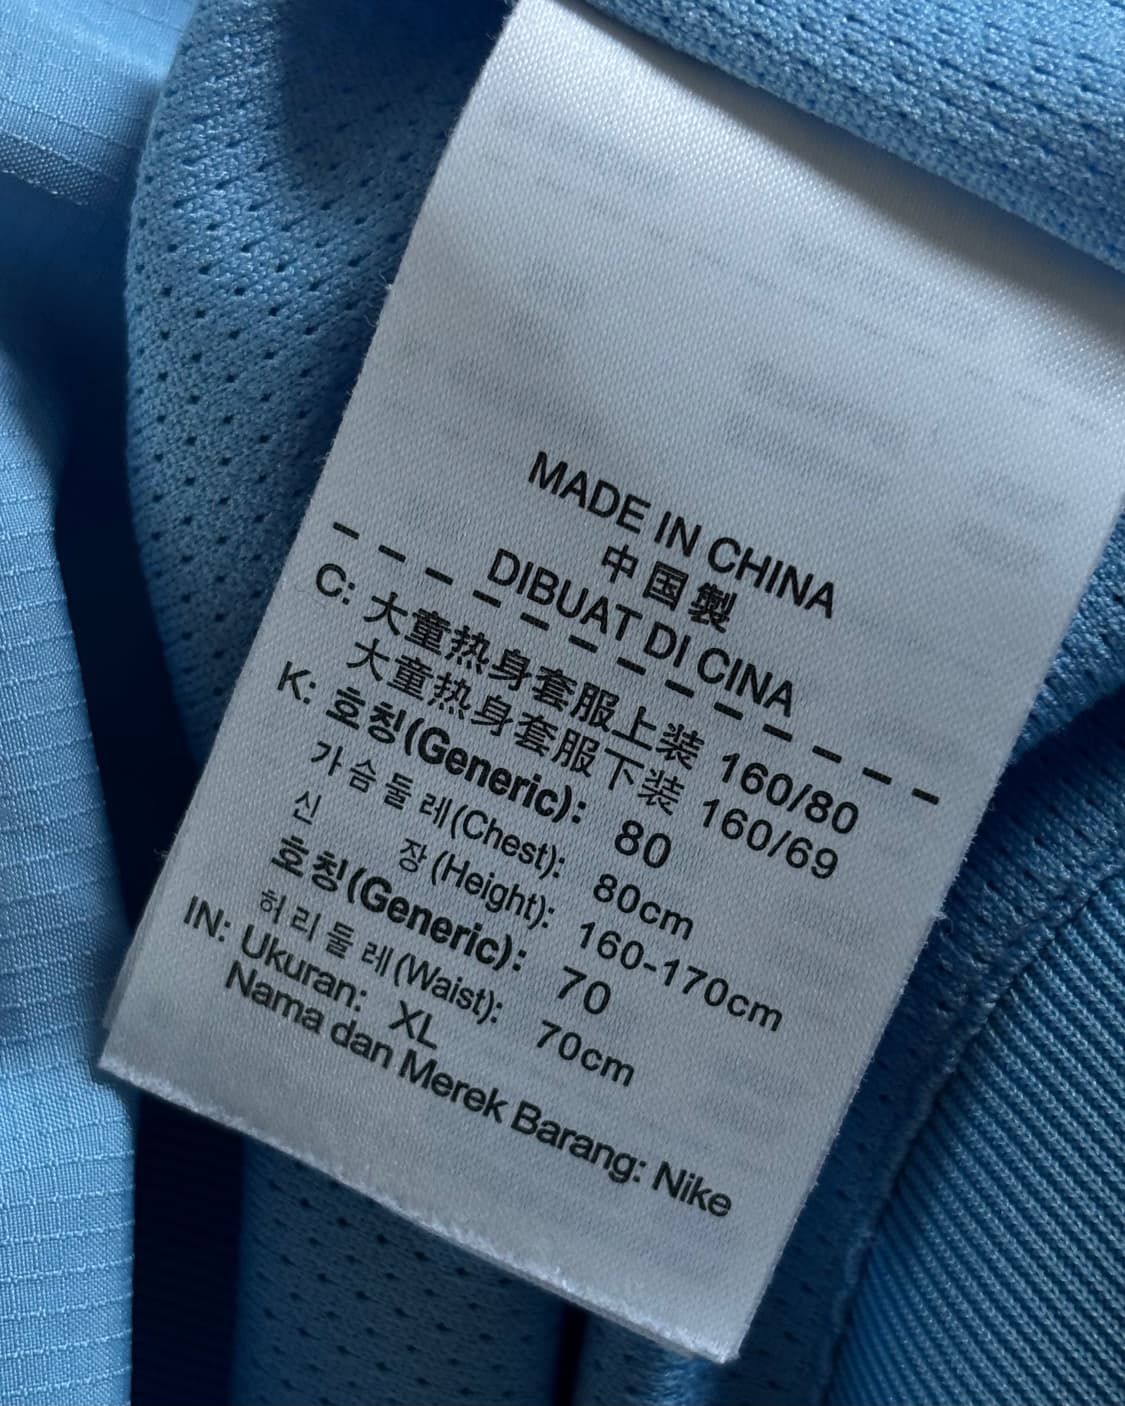 MADE IN CHINA
中国製
DIBUAT DI CINA
C: 大童热身套服上装 160/80
大童热身套服下装 160/69
K: 호칭(Generic): 80
가슴둘레(Chest): 80cm
신 장(Height): 160-170cm
호칭(Generic): 70
허리둘레(Waist): 70cm
IN: Ukuran: XL
Nama dan Merek Barang: Nike